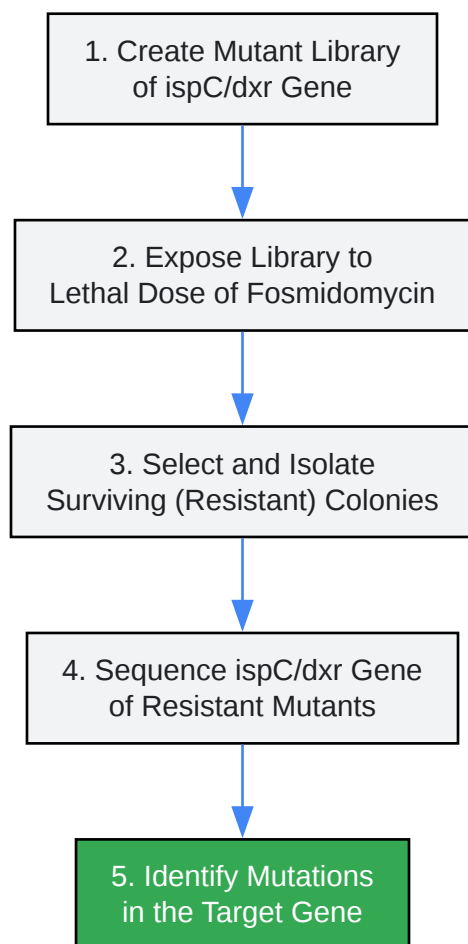 1. Create Mutant Library
of ispC/dxr Gene
2. Expose Library to
Lethal Dose of Fosmidomycin
3. Select and Isolate
Surviving (Resistant) Colonies
4. Sequence ispC/dxr Gene
of Resistant Mutants
5. Identify Mutations
in the Target Gene